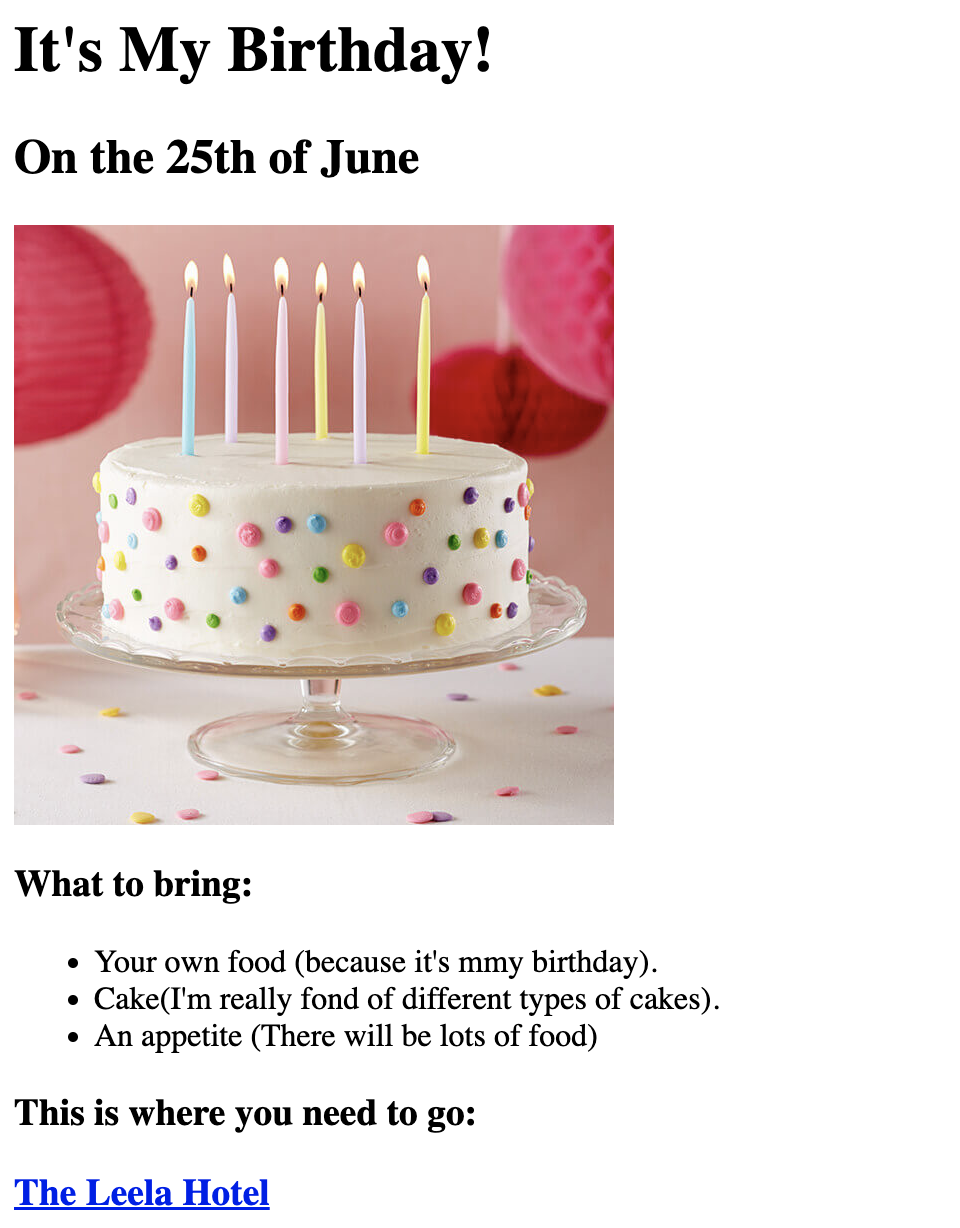 It's My Birthday!
On the 25th of June
What to bring:
Your own food (because it's mmy birthday).
Cake(I'm really fond of different types of cakes).
An appetite (There will be lots of food)
This is where you need to go:
The Leela Hotel